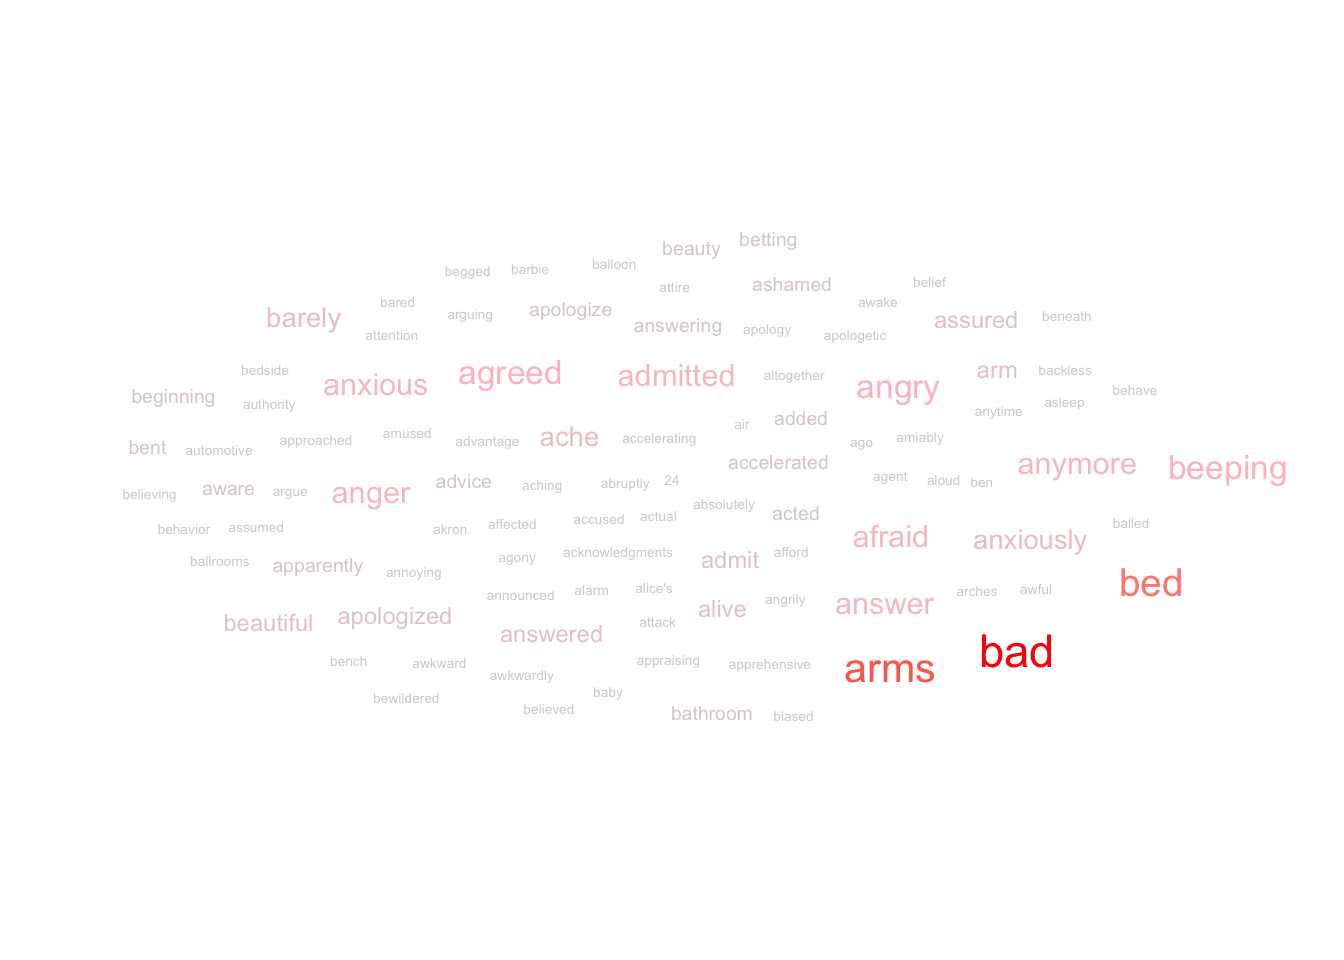 beauty betting
begged barbie balloon
attire ashamed belief
bared awake
barely arguing apologize answering apology apologetic assured beneath
attention
bedside anxious agreed admitted altogether angry arm backless
beginning authority anytime asleep behave
bent automotive approached amused advantage ache accelerating air added ago amiably
accelerated anymore beeping
believing aware argue anger advice aching abruptly 24 agent aloud ben
behavior assumed akron affected accused actual absolutely acted afraid anxiously balled
ballrooms apparently annoying agony acknowledgments admit afford
announced alarm alice's arches awful bed
beautiful apologized answered attack alive angrily answer
bench awkward awkwardly appraising apprehensive arms bad
bewildered believed baby bathroom biased